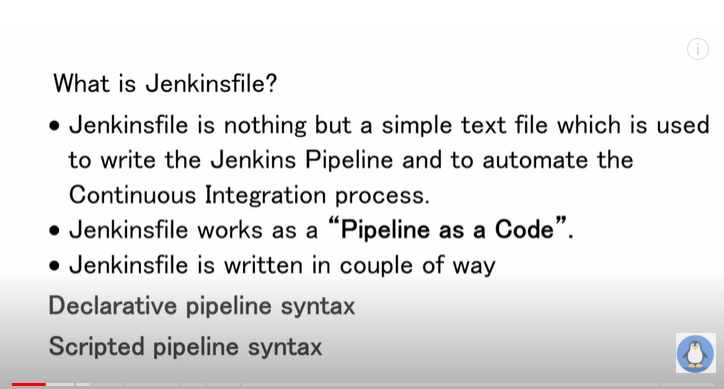 What is Jenkinsfile?
● Jenkinsfile is nothing but a simple text file which is used
to write the Jenkins Pipeline and to automate the
Continuous Integration process.
● Jenkinsfile works as a “Pipeline as a Code”.
● Jenkinsfile is written in couple of way
Declarative pipeline syntax
Scripted pipeline syntax